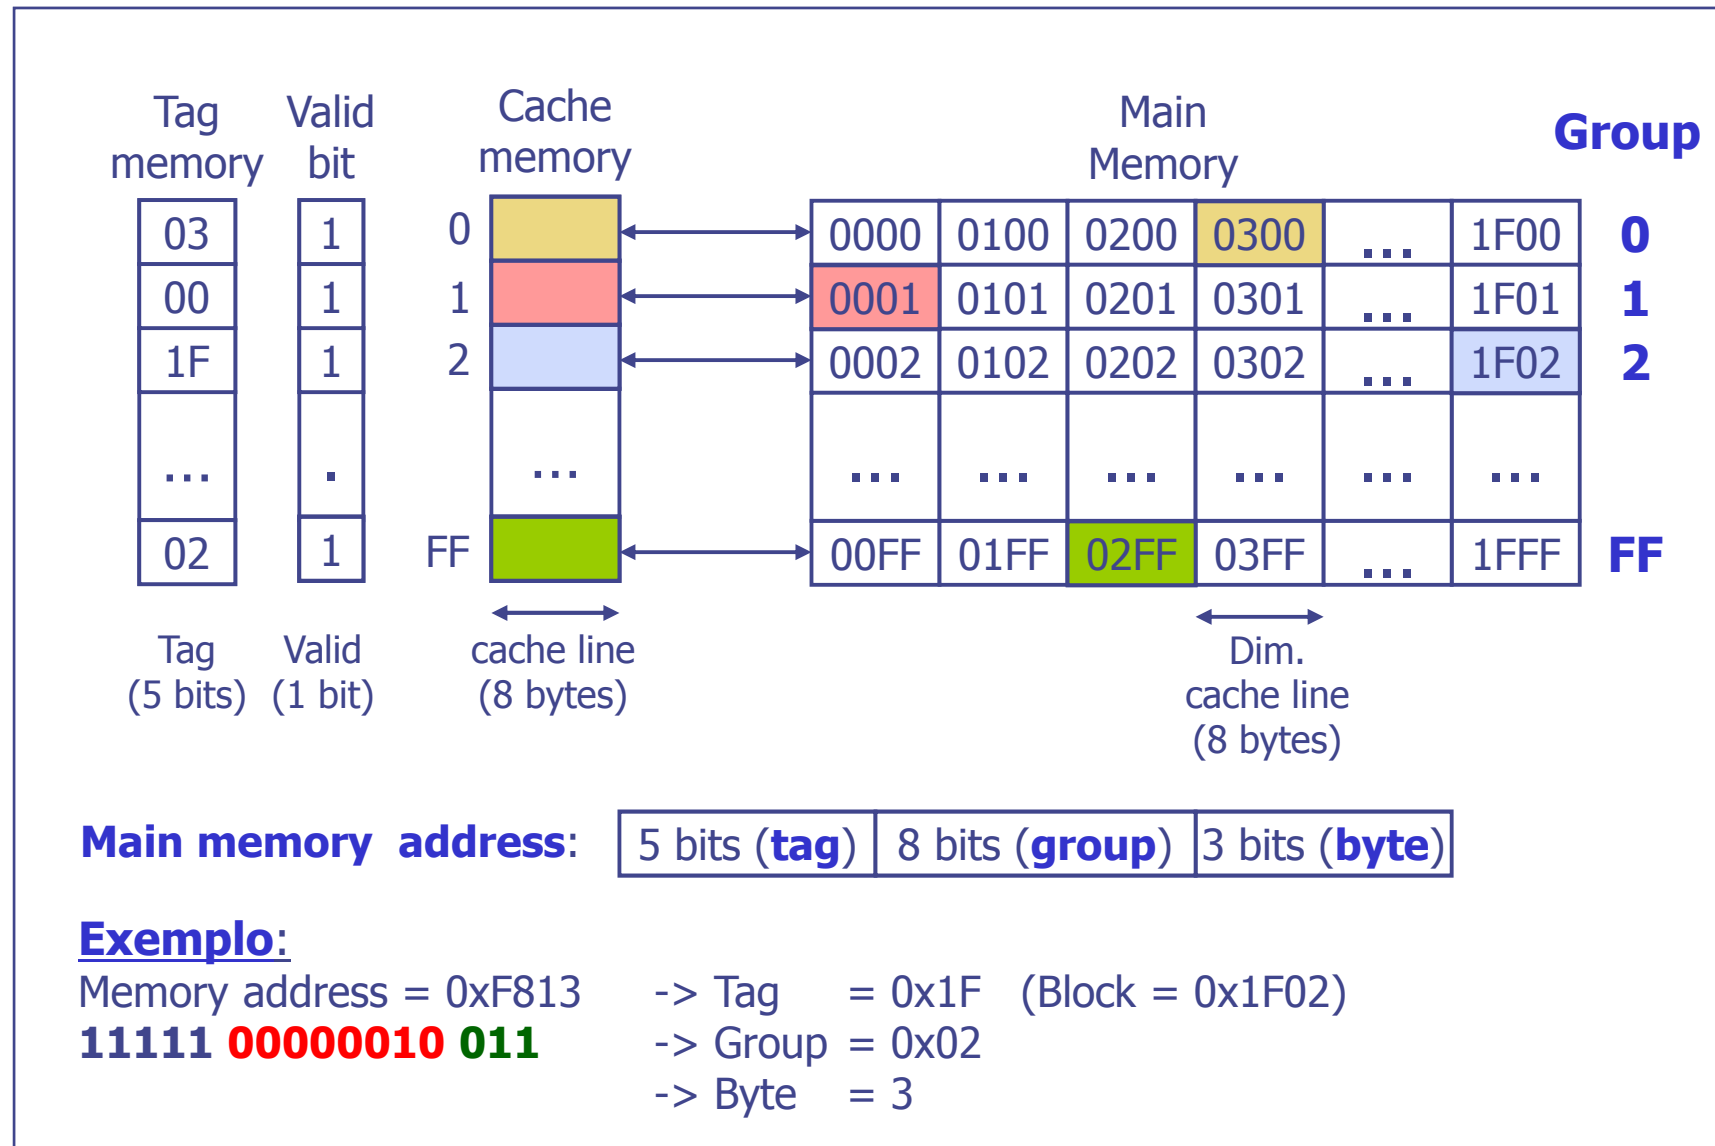 Tag Valid Cache Main Group
memory bit memory Memory
03 1 0 0000 0100 0200 0300 ... 1F00 0
00 1 1 0001 0101 0201 0301 ... 1F01 1
1F 1 2 0002 0102 0202 0302 ... 1F02 2
... . ... ... ... ... ... ... ...
02 1 FF 00FF 01FF 02FF 03FF ... 1FFF FF
Tag Valid cache line Dim.
(5 bits) (1 bit) (8 bytes) cache line
(8 bytes)
Main memory address: 5 bits (tag) 8 bits (group) 3 bits (byte)
Exemplo:
Memory address = 0xF813 -> Tag = 0x1F (Block = 0x1F02)
11111 00000010 011 -> Group = 0x02
-> Byte = 3